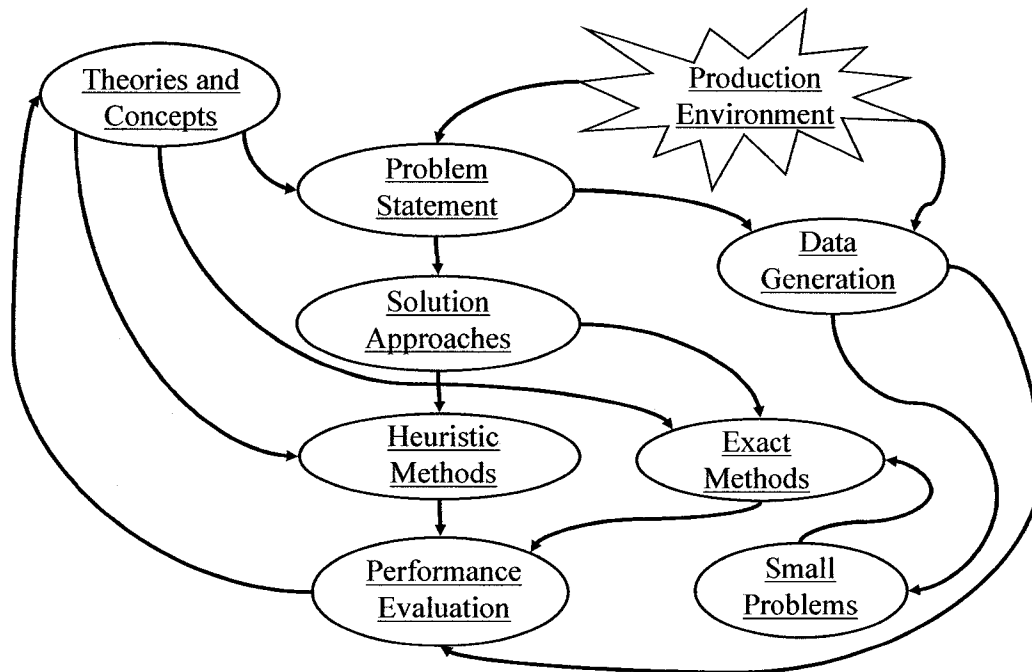 Theories and
Concepts
Production
Environment
Problem
Statement
Data
Generation
Solution
Approaches
Heuristic
Methods
Exact
Methods
Performance
Evaluation
Small
Problems